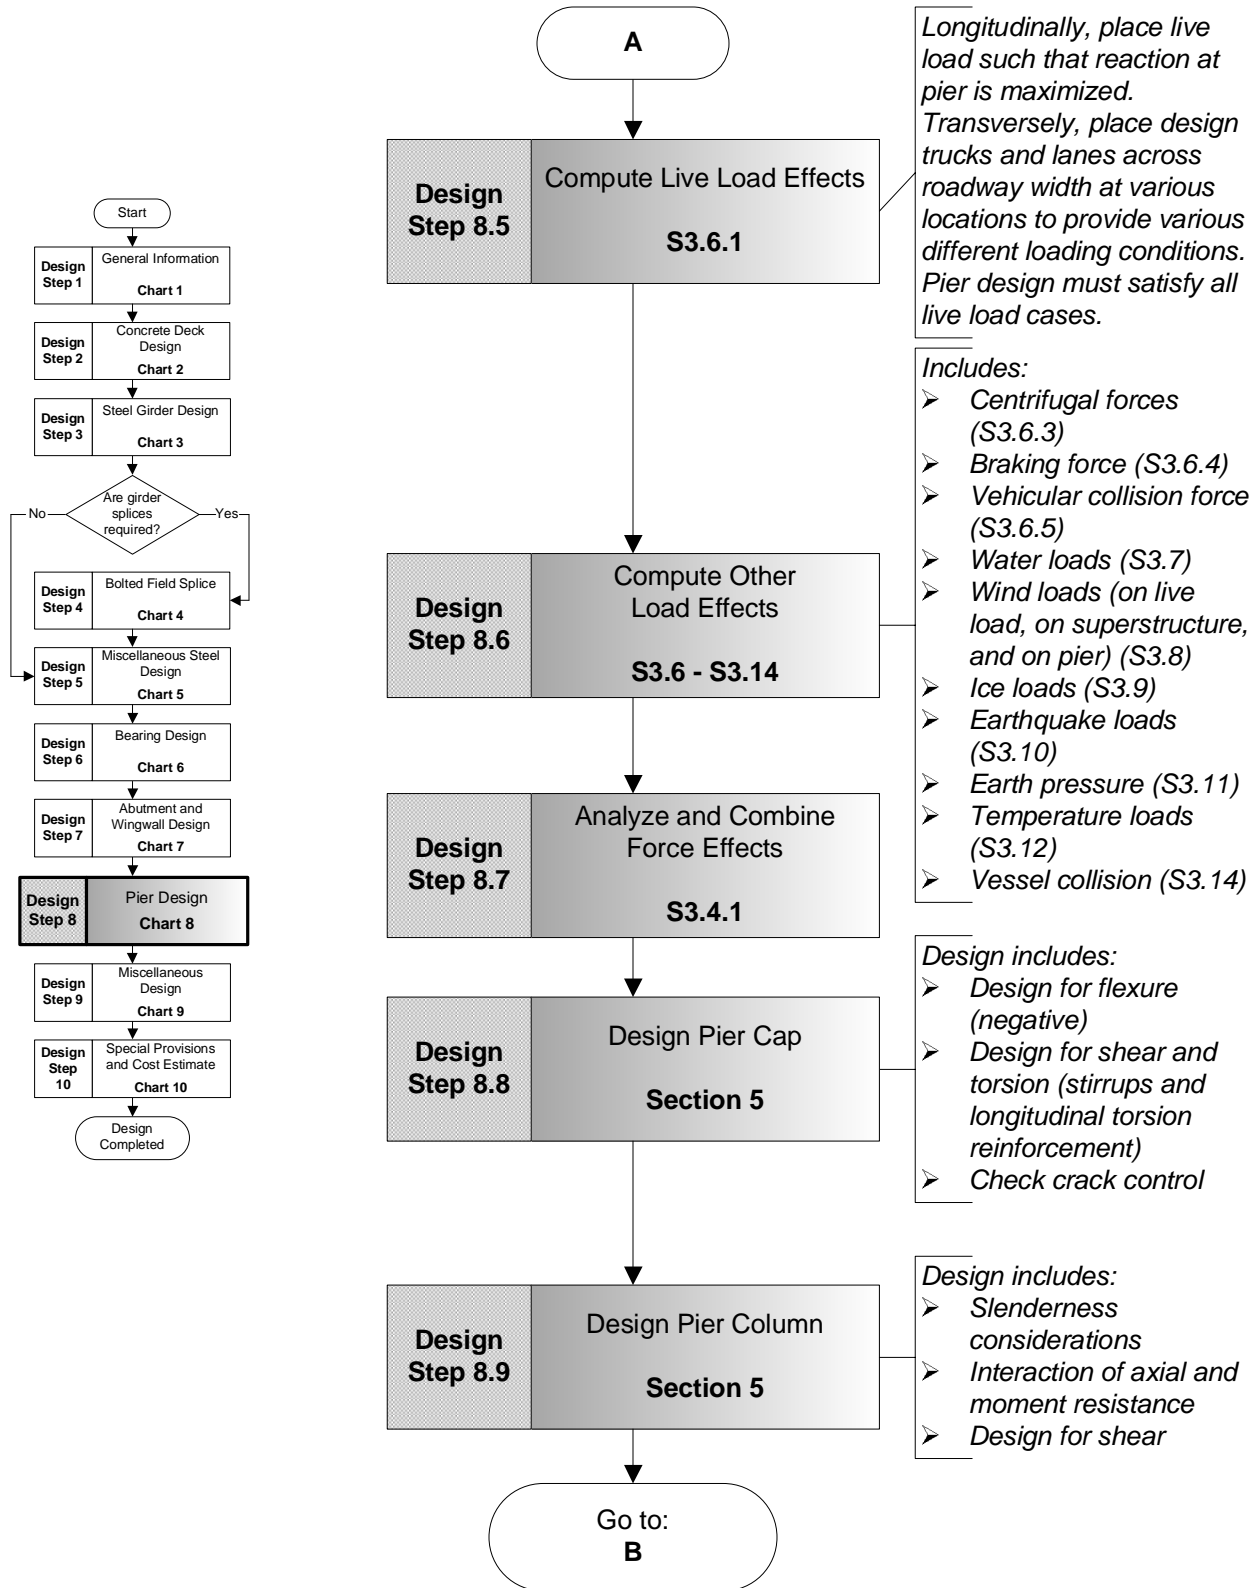 Start
Design
Step 1
General Information
Chart 1
Design
Step 2
Concrete Deck
Design
Chart 2
Design
Step 3
Steel Girder Design
Chart 3
Are girder
splices
required?
No
Yes
Design
Step 4
Bolted Field Splice
Chart 4
Design
Step 5
Miscellaneous Steel
Design
Chart 5
Design
Step 6
Bearing Design
Chart 6
Design
Step 7
Abutment and
Wingwall Design
Chart 7
Design
Step 8
Pier Design
Chart 8
Design
Step 9
Miscellaneous
Design
Chart 9
Design
Step
10
Special Provisions
and Cost Estimate
Chart 10
Design
Completed
A
Design
Step 8.5
Compute Live Load Effects
S3.6.1
Longitudinally, place live
load such that reaction at
pier is maximized.
Transversely, place design
trucks and lanes across
roadway width at various
locations to provide various
different loading conditions.
Pier design must satisfy all
live load cases.
Design
Step 8.6
Compute Other
Load Effects
S3.6 - S3.14
Includes:
➢ Centrifugal forces
(S3.6.3)
➢ Braking force (S3.6.4)
➢ Vehicular collision force
(S3.6.5)
➢ Water loads (S3.7)
➢ Wind loads (on live
load, on superstructure,
and on pier) (S3.8)
➢ Ice loads (S3.9)
➢ Earthquake loads
(S3.10)
➢ Earth pressure (S3.11)
➢ Temperature loads
(S3.12)
➢ Vessel collision (S3.14)
Design
Step 8.7
Analyze and Combine
Force Effects
S3.4.1
Design
Step 8.8
Design Pier Cap
Section 5
Design includes:
➢ Design for flexure
(negative)
➢ Design for shear and
torsion (stirrups and
longitudinal torsion
reinforcement)
➢ Check crack control
Design
Step 8.9
Design Pier Column
Section 5
Design includes:
➢ Slenderness
considerations
➢ Interaction of axial and
moment resistance
➢ Design for shear
Go to:
B